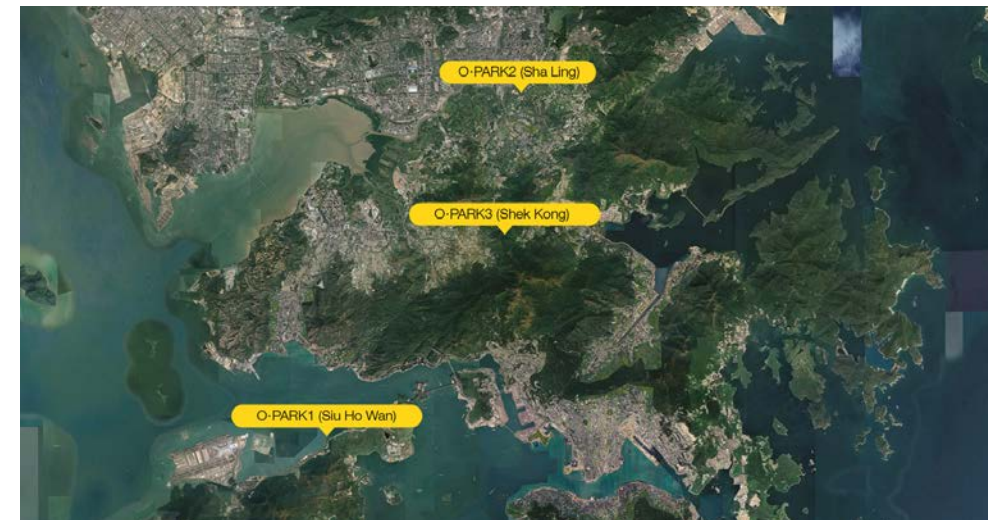 O·PARK2 (Sha Ling)
O·PARK3 (Shek Kong)
O·PARK1 (Siu Ho Wan)